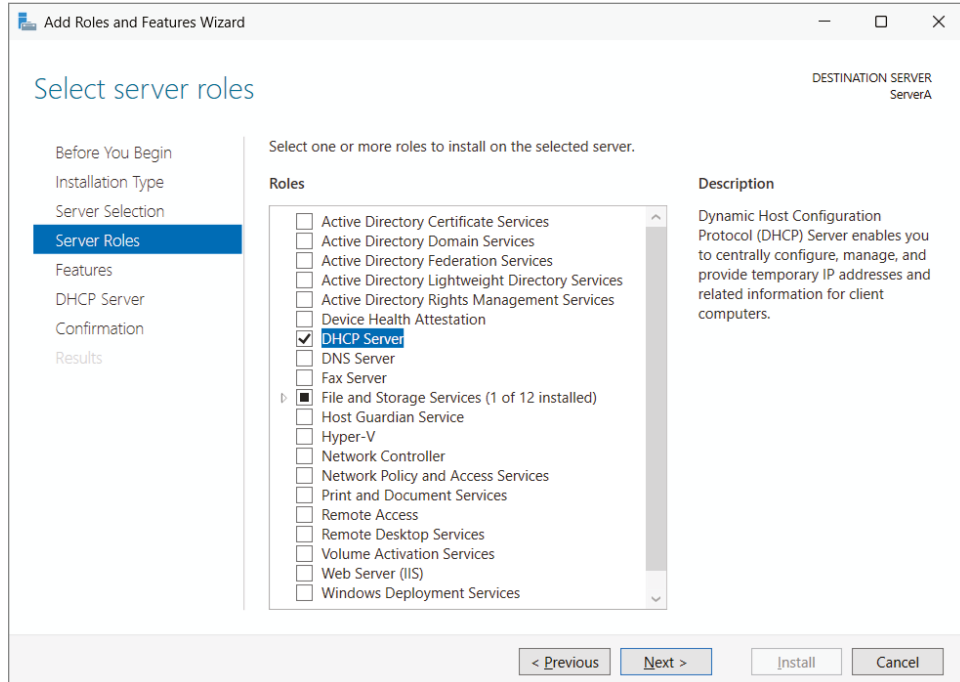 Add Roles and Features Wizard
Select server roles
DESTINATION SERVER
ServerA
Before You Begin
Installation Type
Server Selection
Server Roles
Features
DHCP Server
Confirmation
Results
Select one or more roles to install on the selected server.
Roles
Active Directory Certificate Services
Active Directory Domain Services
Active Directory Federation Services
Active Directory Lightweight Directory Services
Active Directory Rights Management Services
Device Health Attestation
DHCP Server
DNS Server
Fax Server
File and Storage Services (1 of 12 installed)
Host Guardian Service
Hyper-V
Network Controller
Network Policy and Access Services
Print and Document Services
Remote Access
Remote Desktop Services
Volume Activation Services
Web Server (IIS)
Windows Deployment Services
Description
Dynamic Host Configuration
Protocol (DHCP) Server enables you
to centrally configure, manage, and
provide temporary IP addresses and
related information for client
computers.
< Previous
Next >
Install
Cancel